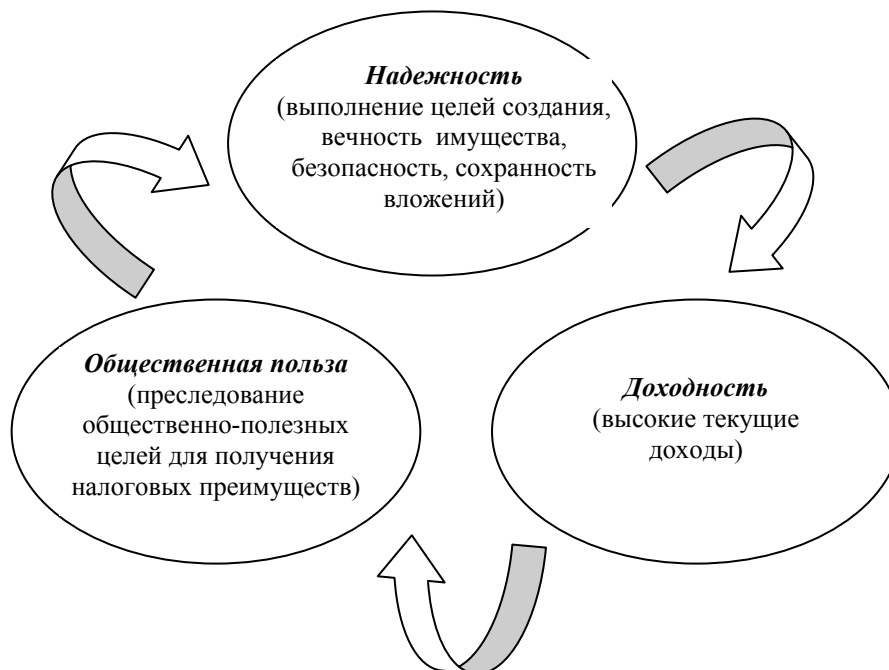 Надежность
(выполнение целей создания,
вечность имущества,
безопасность, сохранность
вложений)
Общественная польза
(преследование
общественно-полезных
целей для получения
налоговых преимуществ)
Доходность
(высокие текущие
доходы)